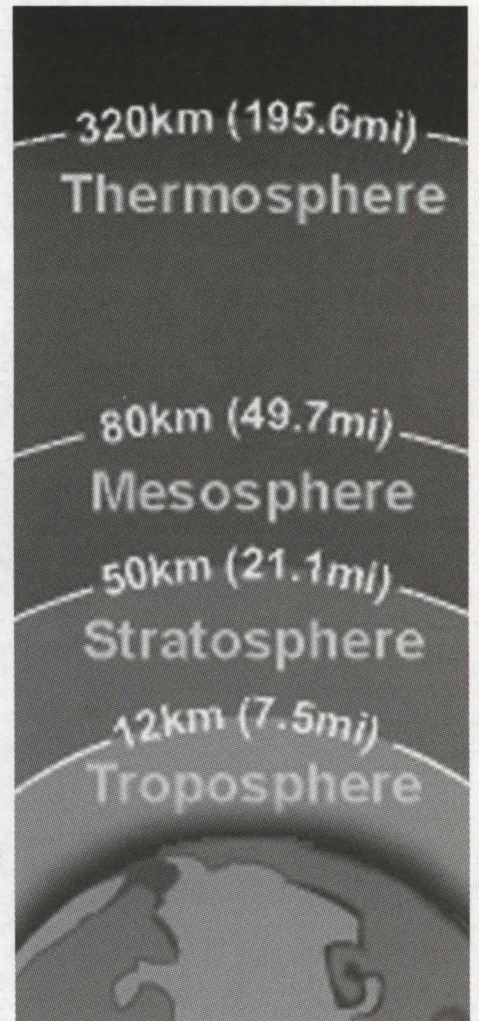 320km (195.6mi)
Thermosphere
80km (49.7mi)
Mesosphere
50km (21.1mi)
Stratosphere
12km (7.5mi)
Troposphere